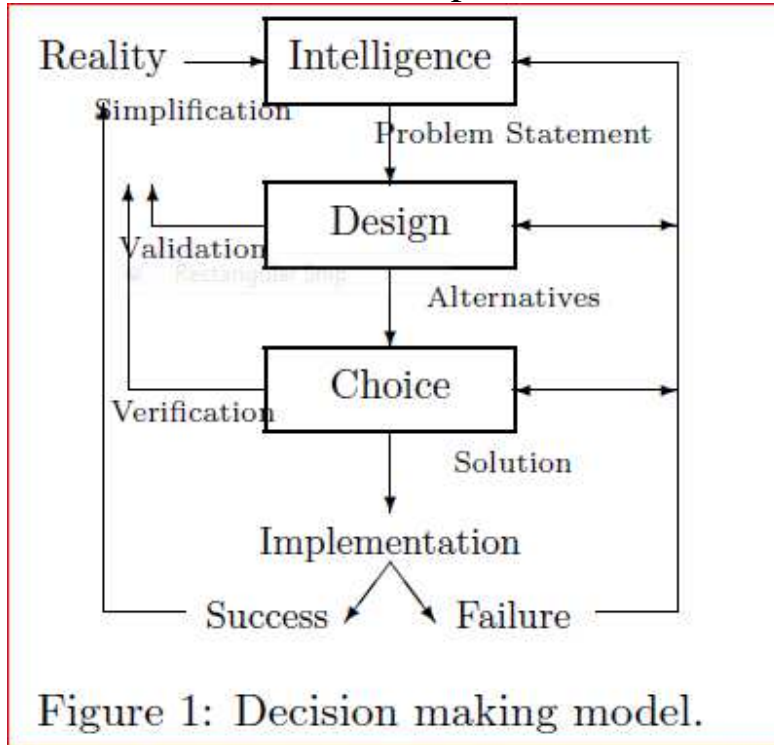 Reality
Intelligence
Simplification
Problem Statement
Design
Validation
Alternatives
Choice
Verification
Solution
Implementation
Success
Failure
Figure 1: Decision making model.